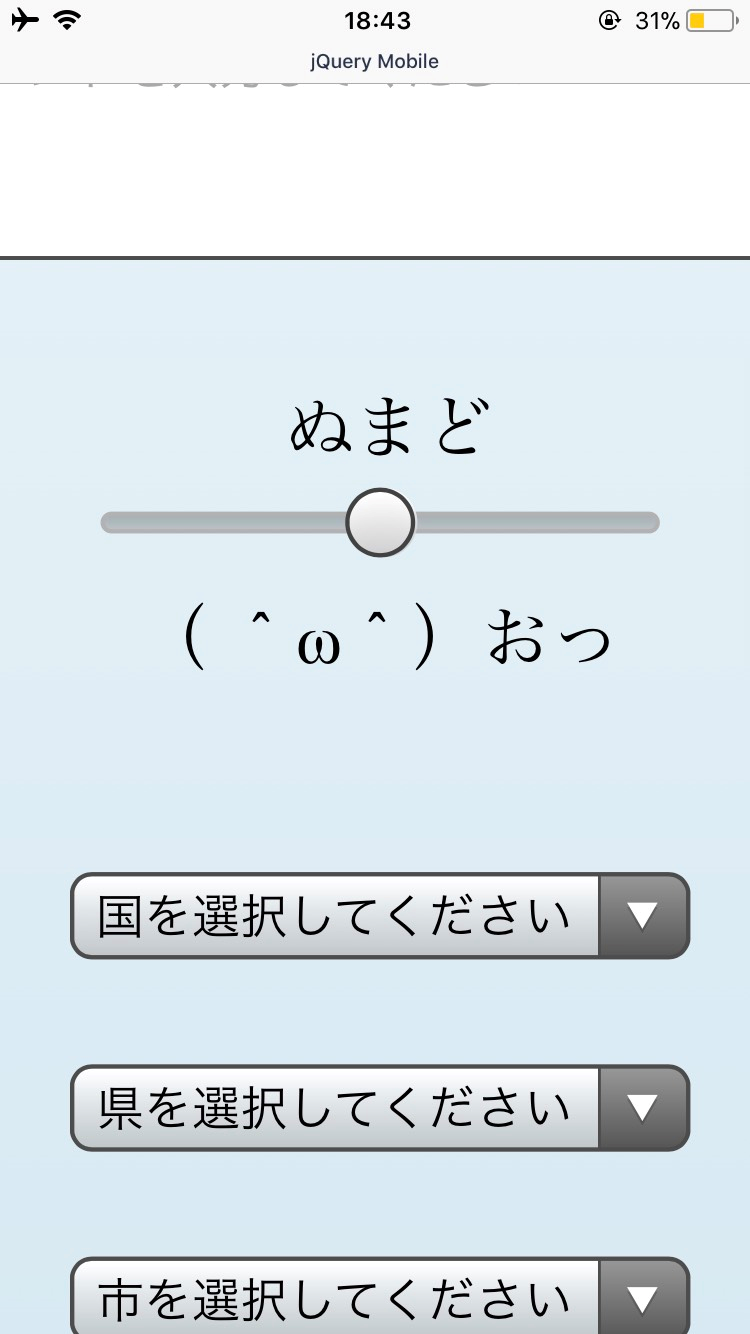 18:43
31%
jQuery Mobile
ぬまど
（ ＾ω＾）おっ
国を選択してください
県を選択してください
市を選択してください